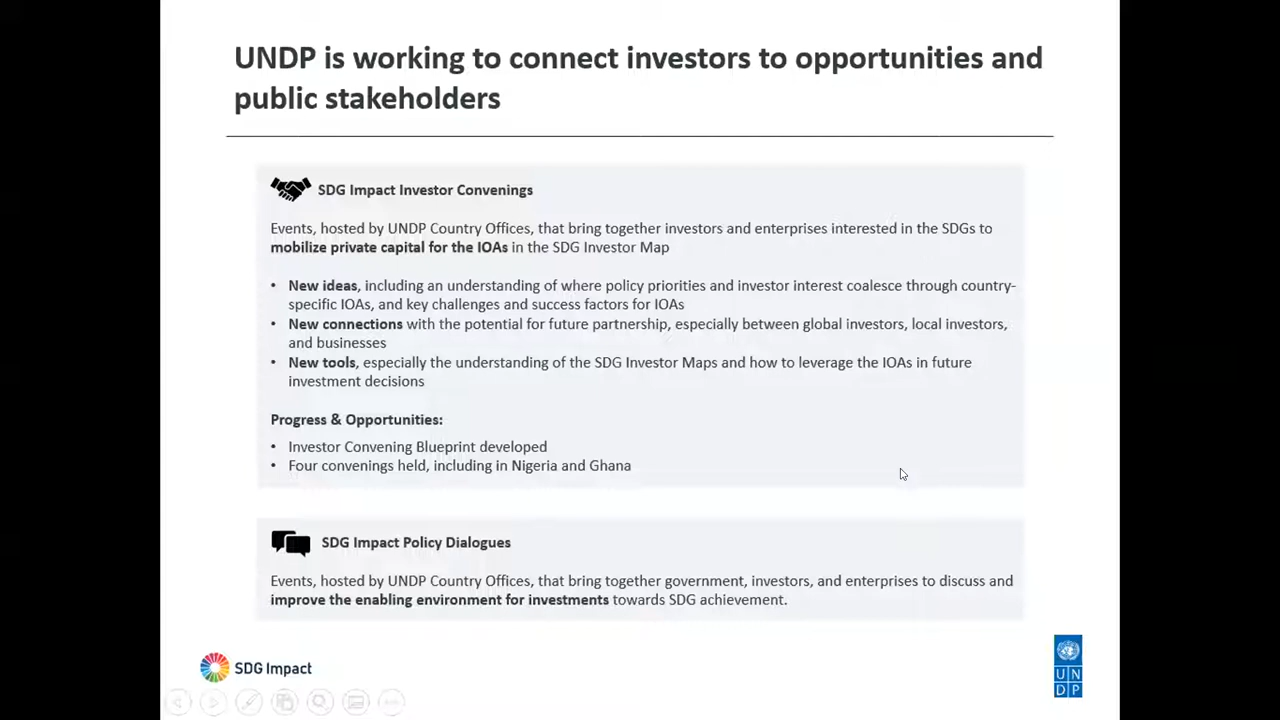 UNDP is working to connect investors to opportunities and
public stakeholders
SDG Impact Investor Convenings
Events, hosted by UNDP Country Offices, that bring together investors and enterprises interested in the SDGs to
mobilize private capital for the IOAs in the SDG Investor Map
• New ideas, including an understanding of where policy priorities and investor interest coalesce through country-
specific IOAs, and key challenges and success factors for IOAs
• New connections with the potential for future partnership, especially between global investors, local investors,
and businesses
• New tools, especially the understanding of the SDG Investor Maps and how to leverage the IOAs in future
investment decisions
Progress & Opportunities:
• Investor Convening Blueprint developed
• Four convenings held, including in Nigeria and Ghana
SDG Impact Policy Dialogues
Events, hosted by UNDP Country Offices, that bring together government, investors, and enterprises to discuss and
improve the enabling environment for investments towards SDG achievement.
SDG Impact
U N
D P